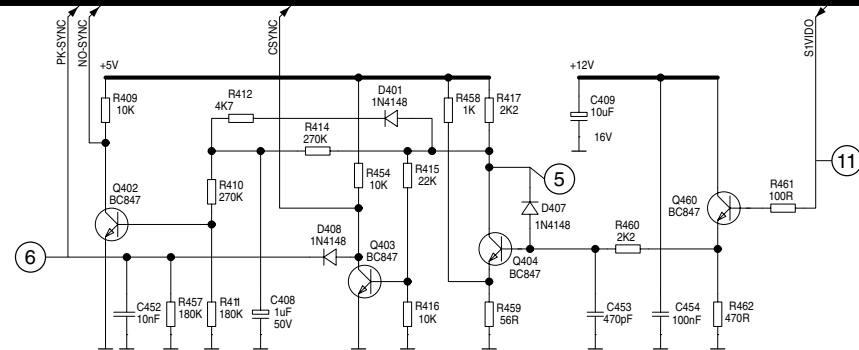 PK-SYNC
NO-SYNC
CSYNC
S1VIDO
+5V
+12V
R409
10K
R412
4K7
D401
1N4148
R458
1K
R417
2K2
C409
10uF
16V
R414
270K
R454
10K
R415
22K
5
11
R461
100R
Q402
BC847
R410
270K
D407
1N4148
Q460
BC847
D408
1N4148
Q403
BC847
Q404
BC847
R460
2K2
6
C452
10nF
R457
180K
R411
180K
C408
1uF
50V
R416
10K
R459
56R
C453
470pF
C454
100nF
R462
470R